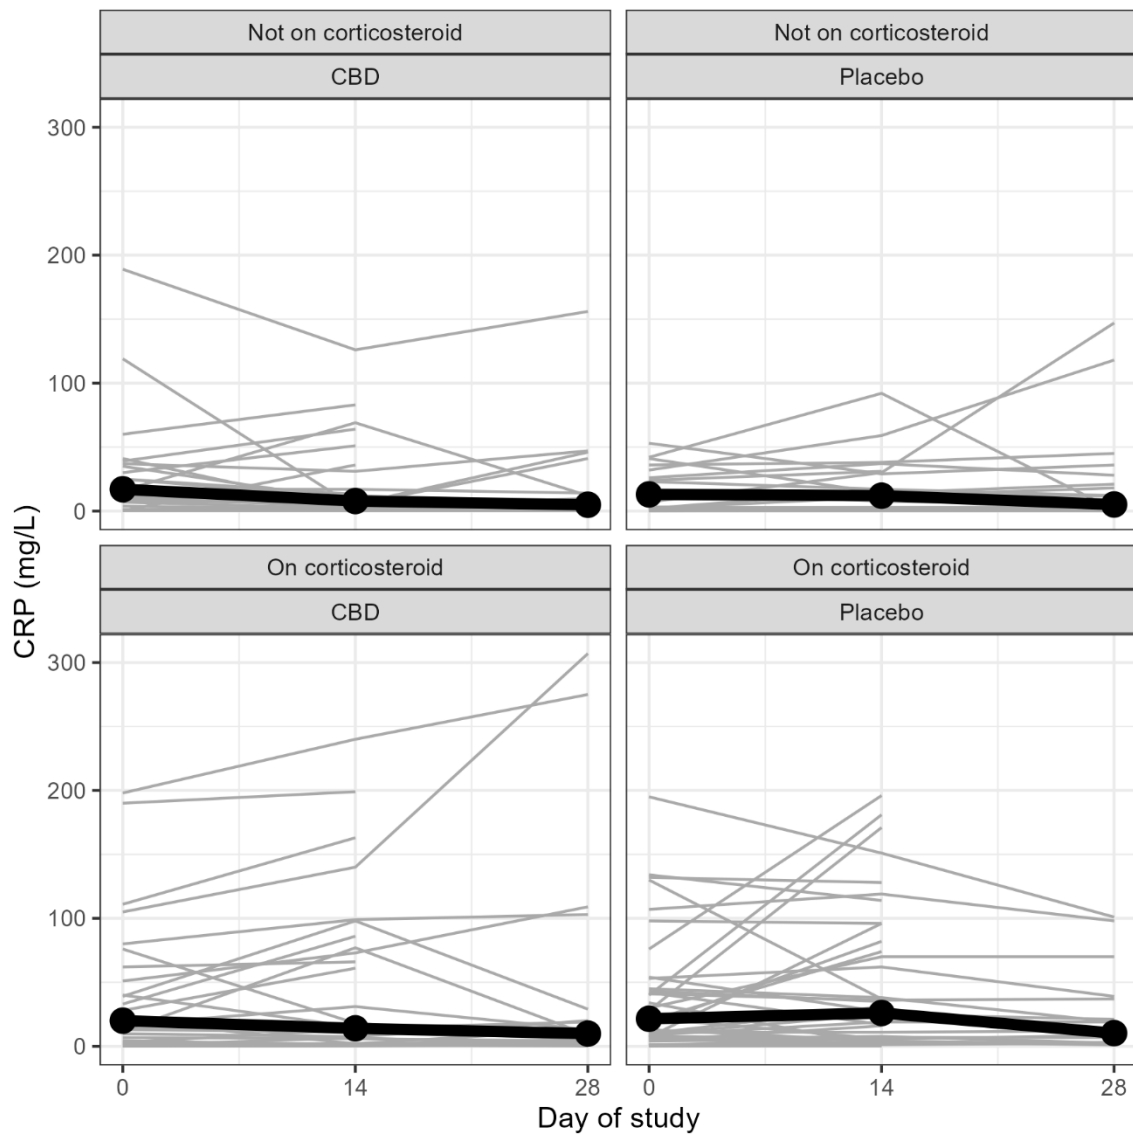 Not on corticosteroid
Not on corticosteroid
CBD
Placebo
300
200
100
0
On corticosteroid
On corticosteroid
CBD
Placebo
300
200
100
0
CRP (mg/L)
0
14
28
0
14
28
Day of study